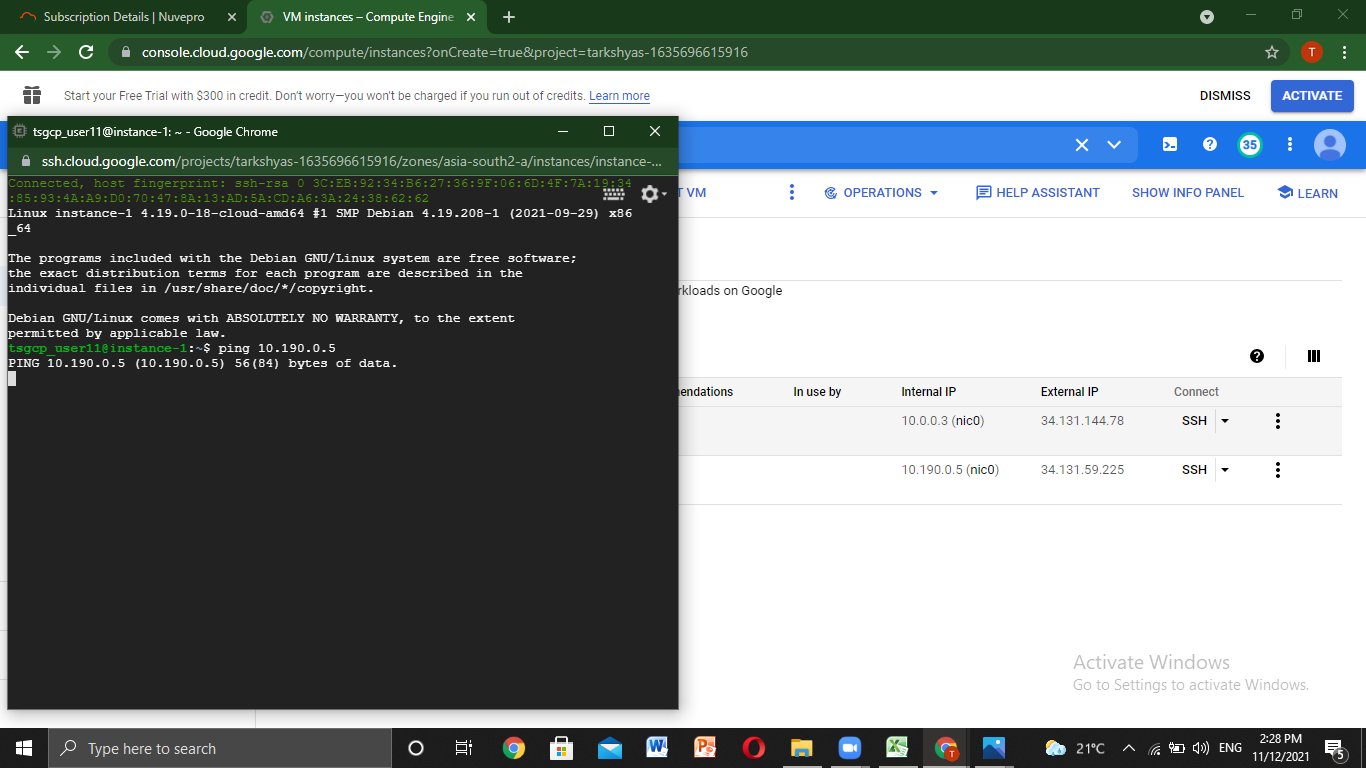 Subscription Details | Nuvepro
VM instances – Compute Engine
console.cloud.google.com/compute/instances?onCreate=true&project=tarkshyas-1635696615916
T
Start your Free Trial with $300 in credit. Don't worry—you won't be charged if you run out of credits. Learn more
DISMISS
ACTIVATE
tsgcp_user11@instance-1: ~ - Google Chrome
35
ssh.cloud.google.com/projects/tarkshyas-1635696615916/zones/asia-south2-a/instances/instance-...
Connected, host fingerprint: ssh-rsa 0 3C:EB:92:34:B6:27:36:9F:06:6D:4F:7A:19:34
:85:93:4A:A9:D0:70:47:8A:13:AD:5A:CD:A6:3A:24:38:62:62
T VM
OPERATIONS
HELP ASSISTANT
SHOW INFO PANEL
LEARN
Linux instance-1 4.19.0-18-cloud-amd64 #1 SMP Debian 4.19.208-1 (2021-09-29) x86
_64
The programs included with the Debian GNU/Linux system are free software;
the exact distribution terms for each program are described in the
individual files in /usr/share/doc/*/copyright.
rkloads on Google
Debian GNU/Linux comes with ABSOLUTELY NO WARRANTY, to the extent
permitted by applicable law.
tsgcp_user11@instance-1:~$ ping 10.190.0.5
PING 10.190.0.5 (10.190.0.5) 56(84) bytes of data.
endations
In use by
Internal IP
External IP
Connect
10.0.0.3 (nic0)
34.131.144.78
SSH
10.190.0.5 (nic0)
34.131.59.225
SSH
Activate Windows
Go to Settings to activate Windows.
Type here to search
21°C
ENG
2:28 PM
11/12/2021
5